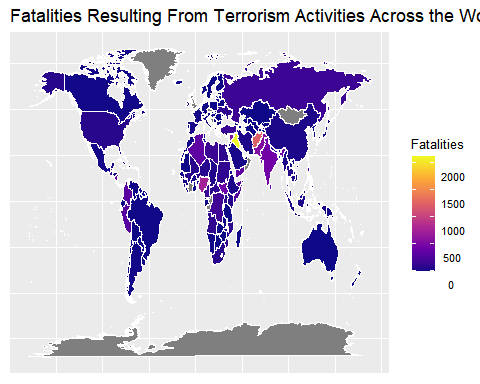 Fatalities Resulting From Terrorism Activities Across the Wo
Fatalities
2000
1500
1000
500
0